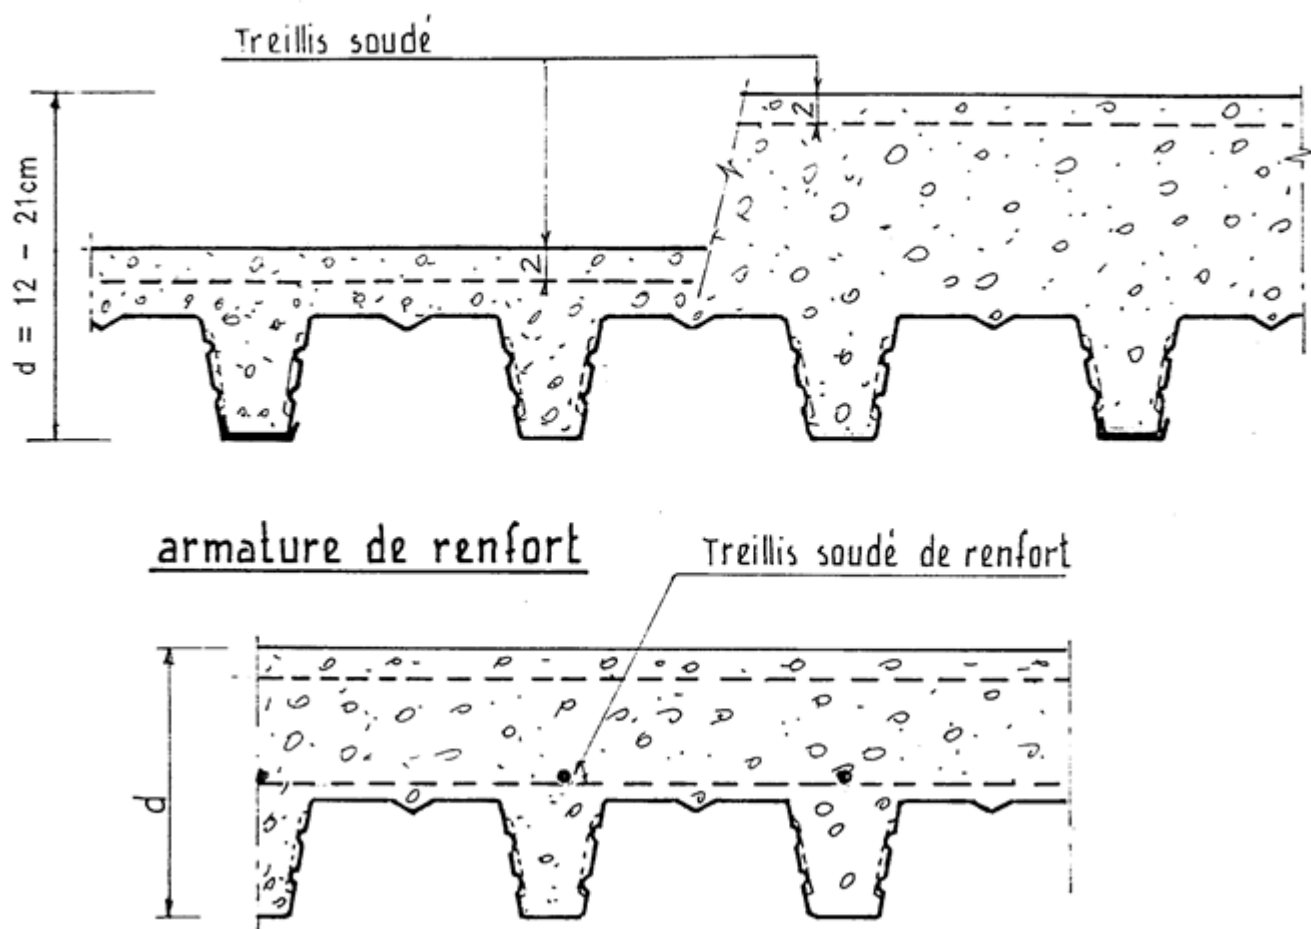 Treillis soudé
2
2
d = 12 - 21cm
armature de renfort
Treillis soudé de renfort
d